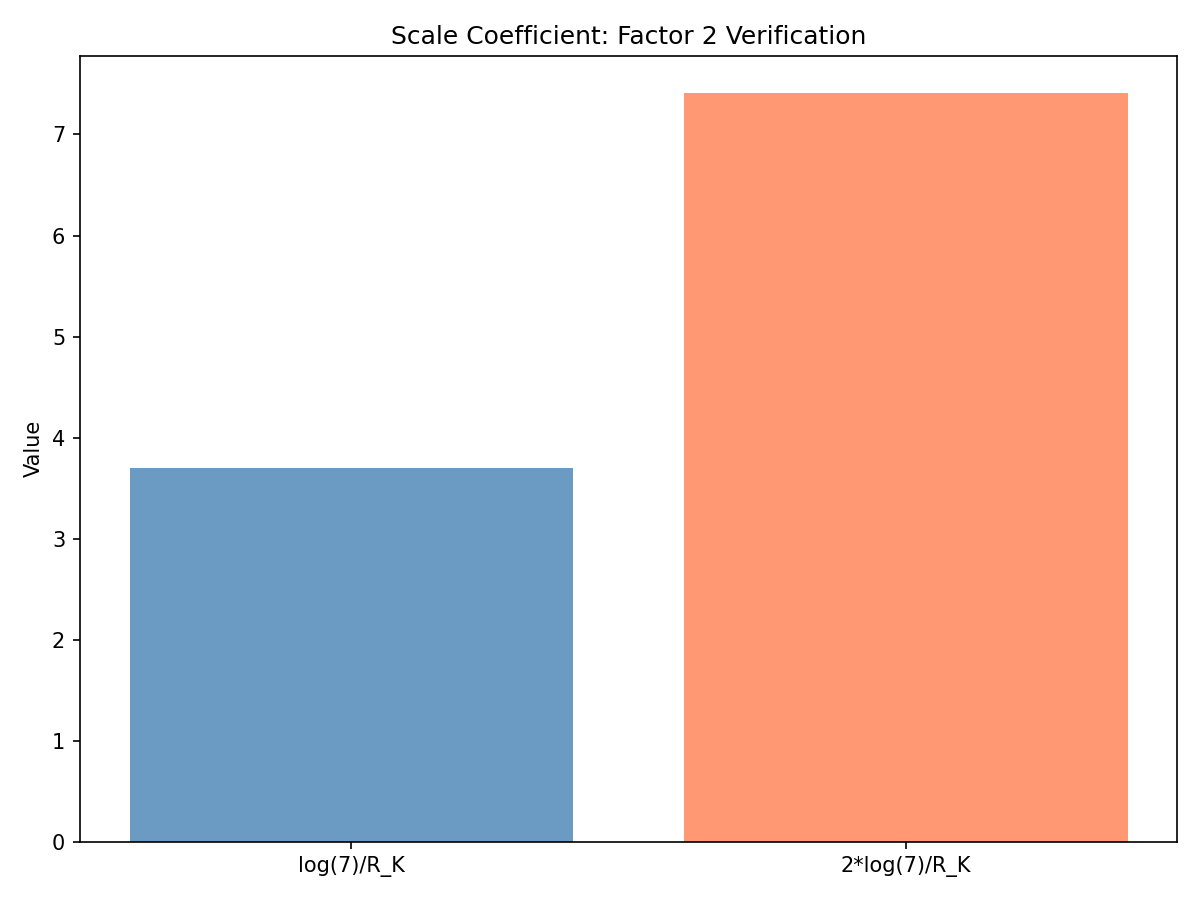 Scale Coefficient: Factor 2 Verification
Value
7
6
5
4
3
2
1
0
log(7)/R_K
2*log(7)/R_K